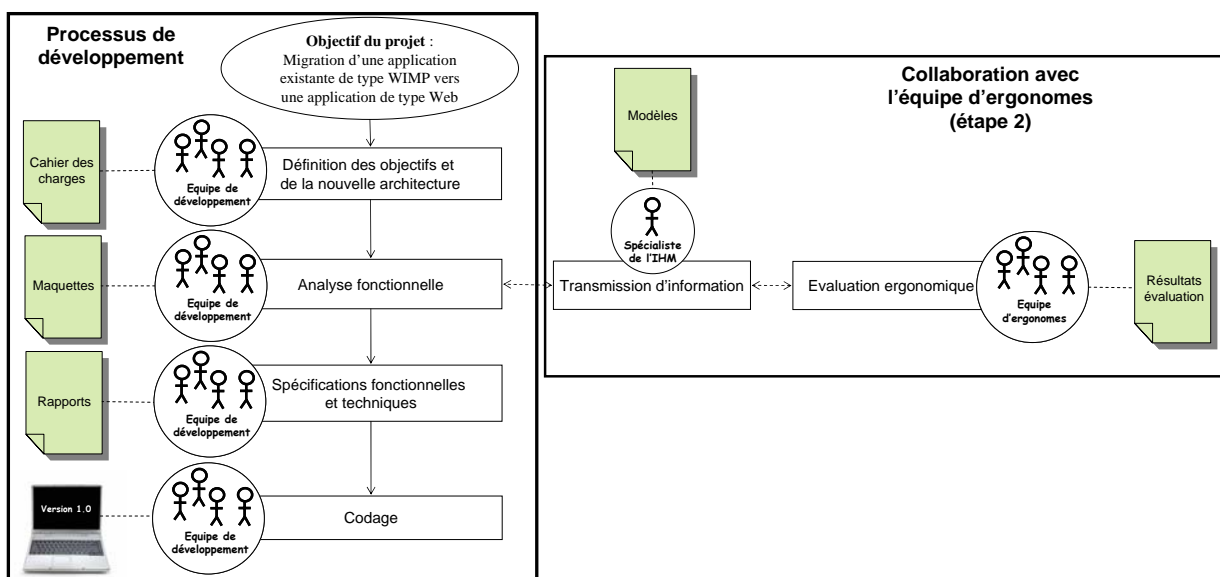 Processus de
développement
Objectif du projet :
Migration d'une application
existante de type WIMP vers
une application de type Web
Cahier des
charges
Equipe de
développement
Définition des objectifs et
de la nouvelle architecture
Maquettes
Equipe de
développement
Analyse fonctionnelle
Rapports
Equipe de
développement
Spécifications fonctionnelles
et techniques
Version 1.0
Equipe de
développement
Codage
Collaboration avec
l'équipe d'ergonomes
(étape 2)
Modèles
Spécialiste
de l'IHM
Transmission d'information
Evaluation ergonomique
Equipe
d'ergonomes
Résultats
évaluation